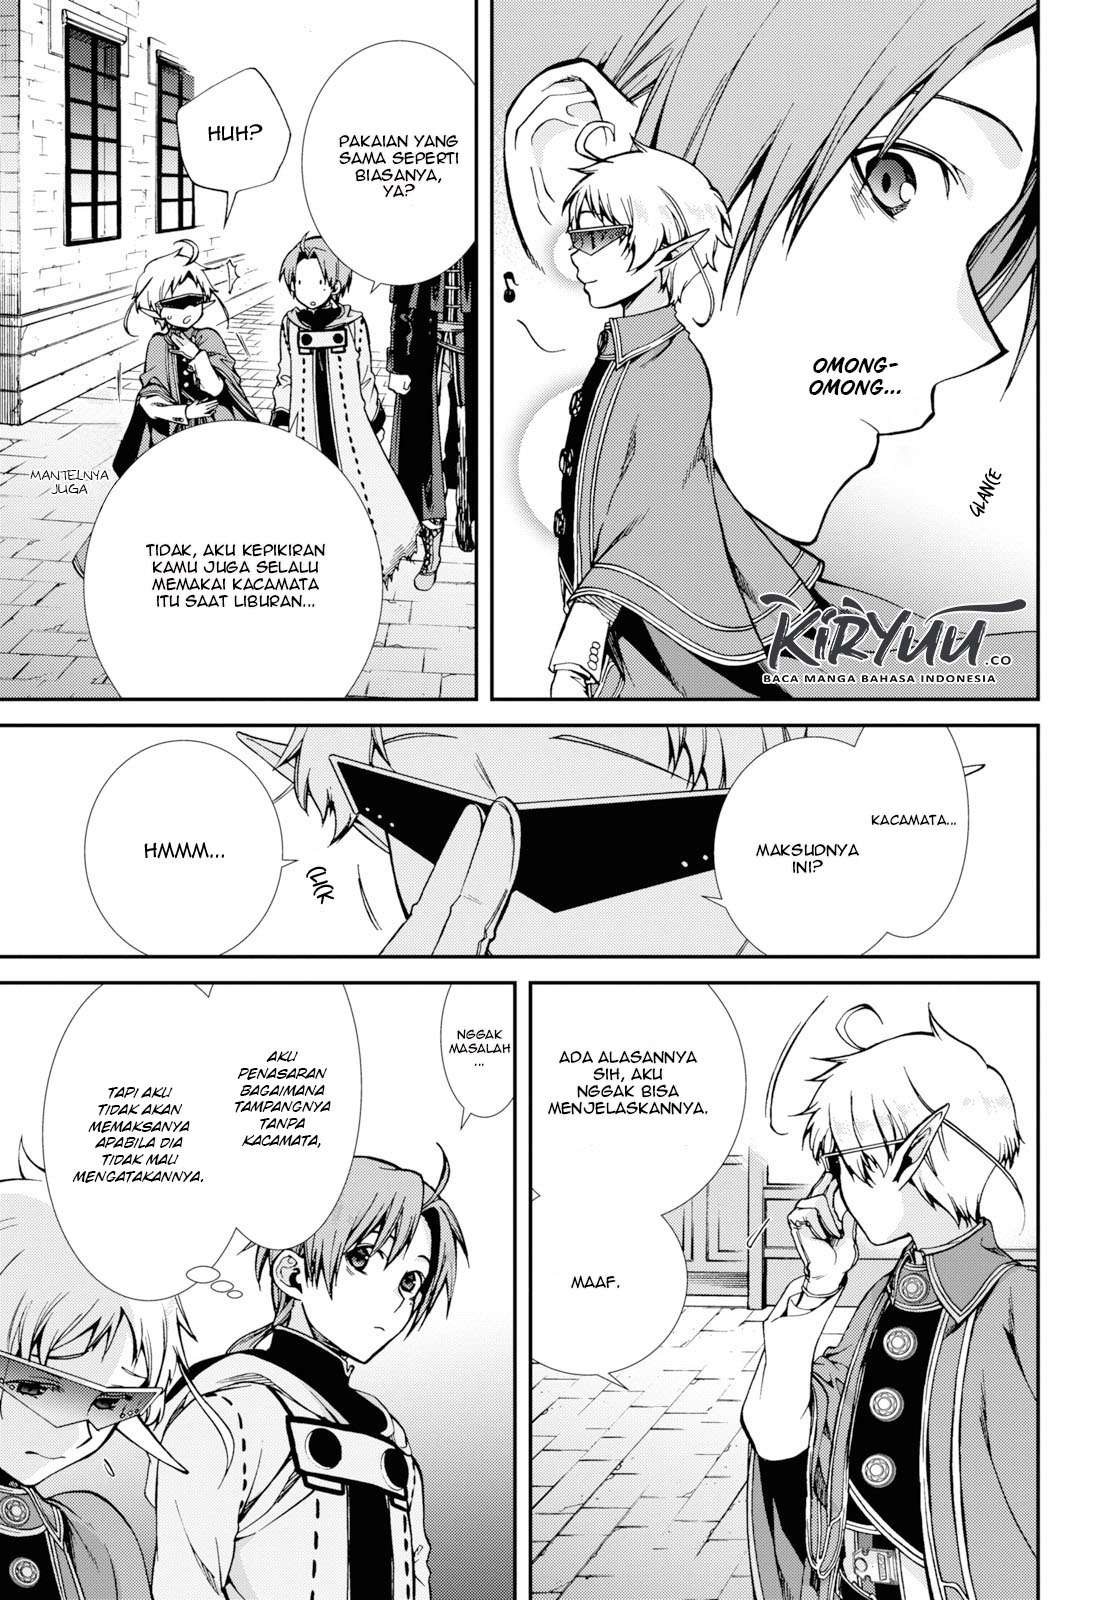 OMONG-
OMONG...
GLANCE
KIRYUU.CO
BACA MANGA BAHASA INDONESIA
PAKAIAN YANG
SAMA SEPERTI
BIASANYA,
YA?
HUH?
MANTELNYA
JUGA
TIDAK, AKU KEPIKIRAN
KAMU JUGA SELALU
MEMAKAI KACAMATA
ITU SAAT LIBURAN...
KACAMATA...
MAKSUDNYA
INI?
HMMM...
ADA ALASANNYA
SIH, AKU
NGGAK BISA
MENJELASKANNYA.
MAAF.
NGGAK
MASALAH
...
AKU
PENASARAN
BAGAIMANA
TAMPANGNYA
TANPA
KACAMATA,
TAPI AKU
TIDAK AKAN
MEMAKSANYA
APABILA DIA
TIDAK MAU
MENGATAKANNYA.